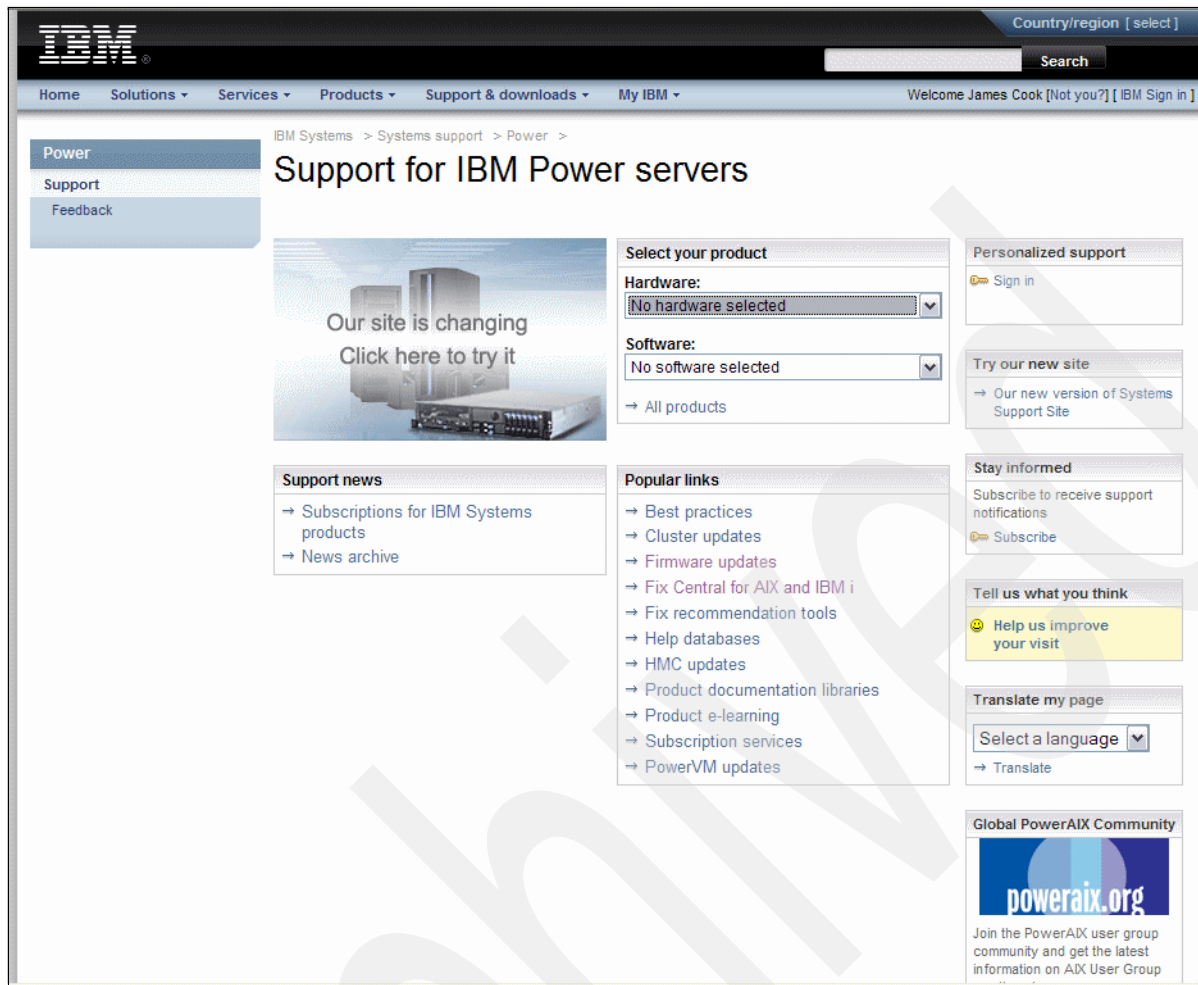 Country/region [ select ]
IBM®
Search
Home Solutions Services Products Support & downloads My IBM Welcome James Cook [Not you?] [ IBM Sign in ]
Power
Support
Feedback
IBM Systems > Systems support > Power >
Support for IBM Power servers
Our site is changing
Click here to try it
Select your product
Hardware:
No hardware selected
Software:
No software selected
→ All products
Support news
→ Subscriptions for IBM Systems
products
→ News archive
Popular links
→ Best practices
→ Cluster updates
→ Firmware updates
→ Fix Central for AIX and IBM i
→ Fix recommendation tools
→ Help databases
→ HMC updates
→ Product documentation libraries
→ Product e-learning
→ Subscription services
→ PowerVM updates
Personalized support
Sign in
Try our new site
→ Our new version of Systems
Support Site
Stay informed
Subscribe to receive support
notifications
Subscribe
Tell us what you think
Help us improve
your visit
Translate my page
Select a language
→ Translate
Global PowerAIX Community
poweraix.org
Join the PowerAIX user group
community and get the latest
information on AIX User Group